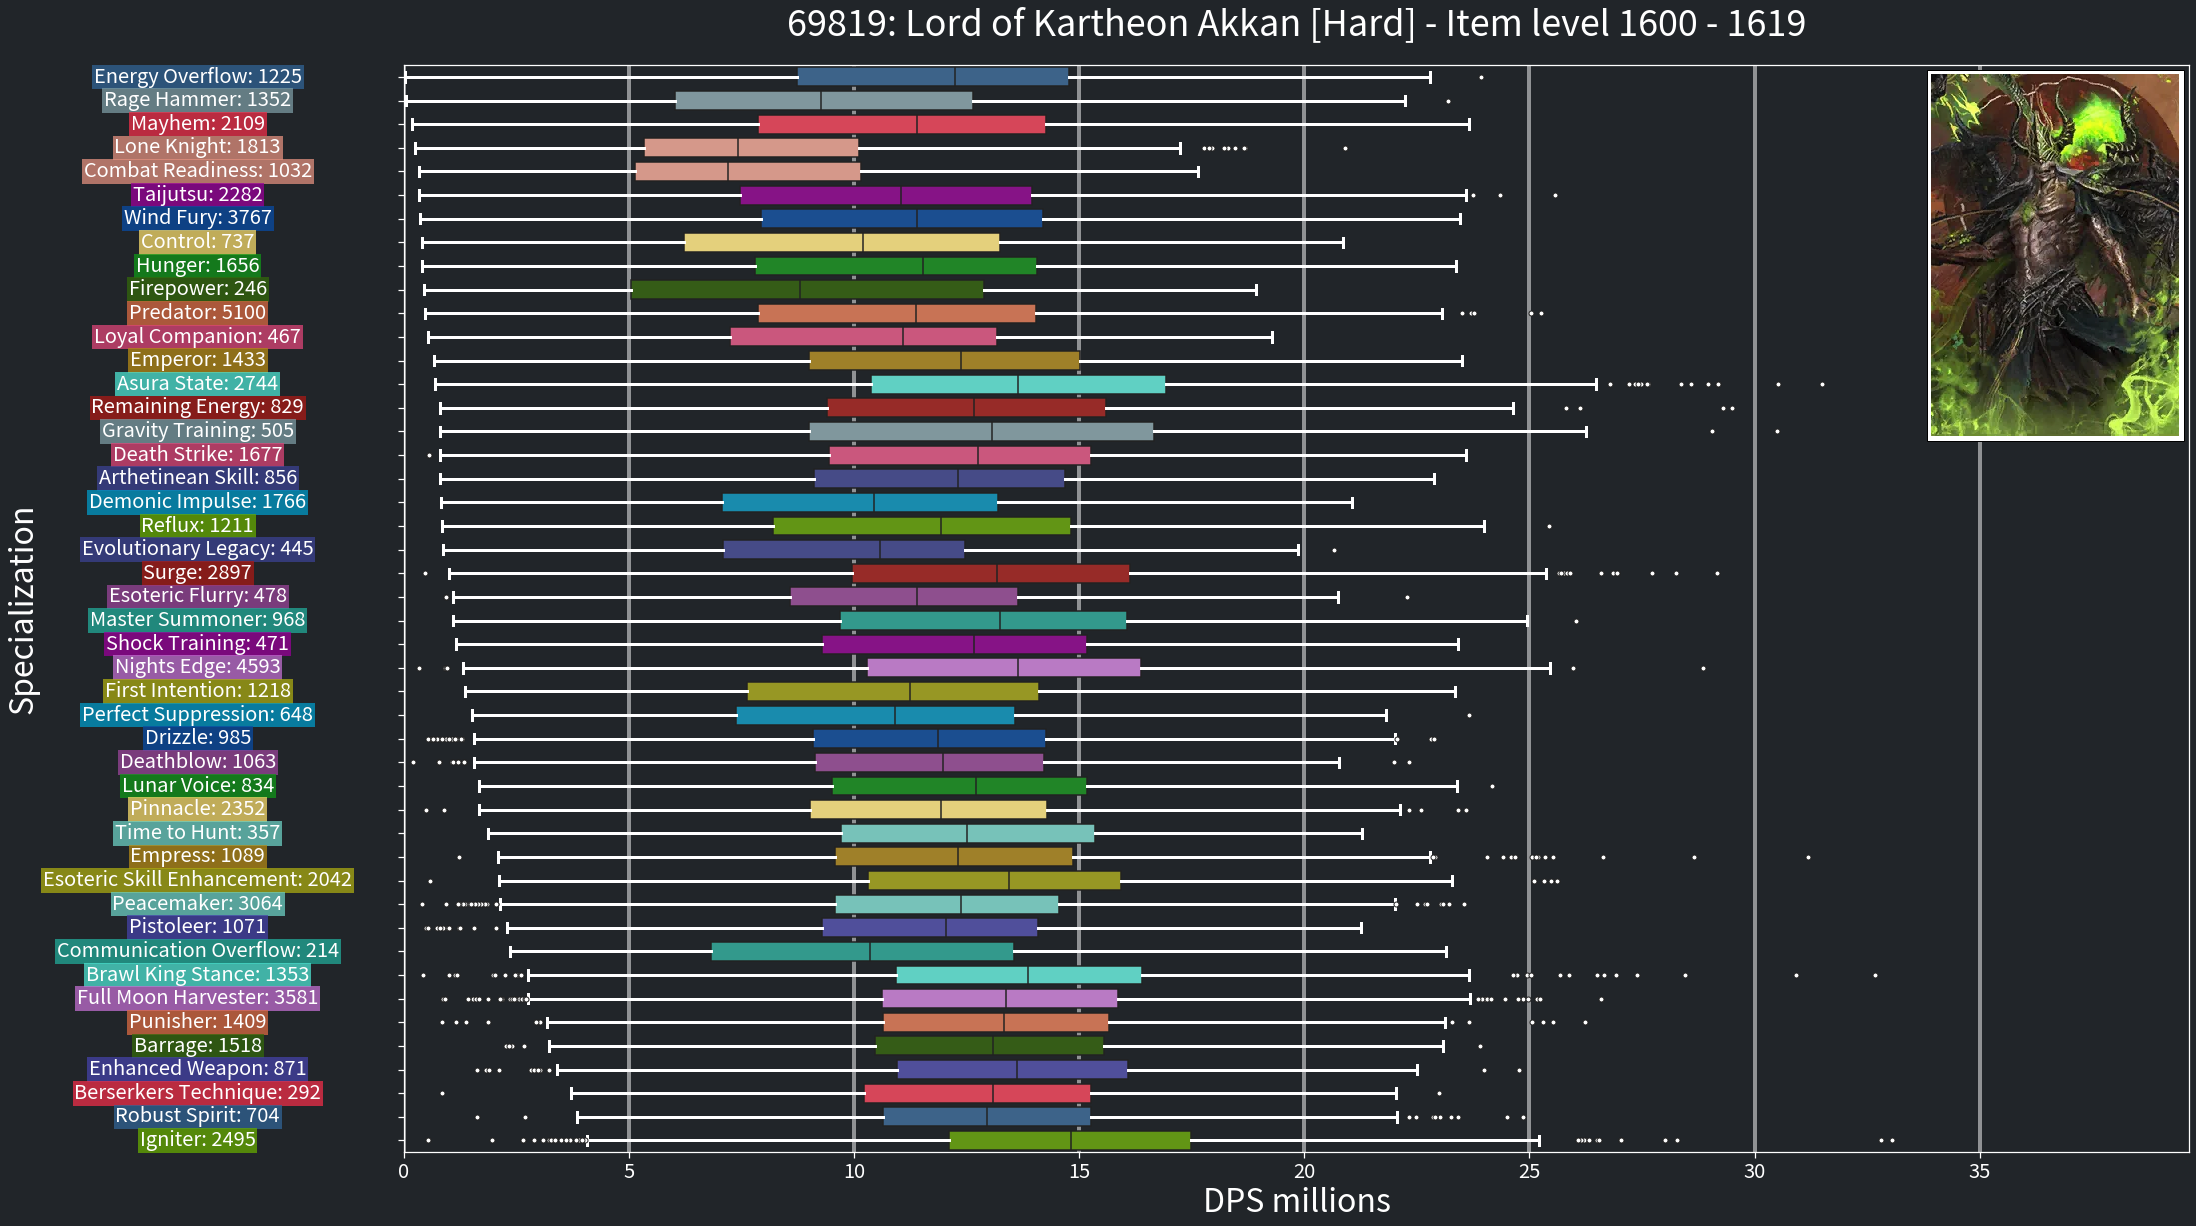 69819: Lord of Kartheon Akkan [Hard] - Item level 1600 - 1619
Energy Overflow: 1225
Rage Hammer: 1352
Mayhem: 2109
Lone Knight: 1813
Combat Readiness: 1032
Taijutsu: 2282
Wind Fury: 3767
Control: 737
Hunger: 1656
Firepower: 246
Predator: 5100
Loyal Companion: 467
Emperor: 1433
Asura State: 2744
Remaining Energy: 829
Gravity Training: 505
Death Strike: 1677
Arthetinean Skill: 856
Demonic Impulse: 1766
Reflux: 1211
Evolutionary Legacy: 445
Surge: 2897
Esoteric Flurry: 478
Master Summoner: 968
Shock Training: 471
Nights Edge: 4593
First Intention: 1218
Perfect Suppression: 648
Drizzle: 985
Deathblow: 1063
Lunar Voice: 834
Pinnacle: 2352
Time to Hunt: 357
Empress: 1089
Esoteric Skill Enhancement: 2042
Peacemaker: 3064
Pistoleer: 1071
Communication Overflow: 214
Brawl King Stance: 1353
Full Moon Harvester: 3581
Punisher: 1409
Barrage: 1518
Enhanced Weapon: 871
Berserkers Technique: 292
Robust Spirit: 704
Igniter: 2495
Specialization
0 5 10 15 20 25 30 35
DPS millions